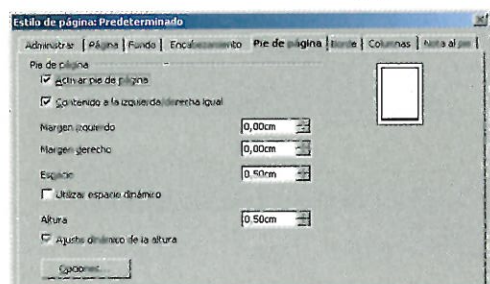 Estilo de página: Predeterminado
Administrar Página Fondo Encabezamiento Pie de página Borde Columnas Nota al pie
Pie de página
Activar pie de página
Contenido a la izquierda/derecha igual
Margen izquierdo 0,00cm
Margen derecho 0,00cm
Espacio 0,50cm
Utilizar espacio dinámico
Altura 0,50cm
Ajuste dinámico de la altura
Opciones...